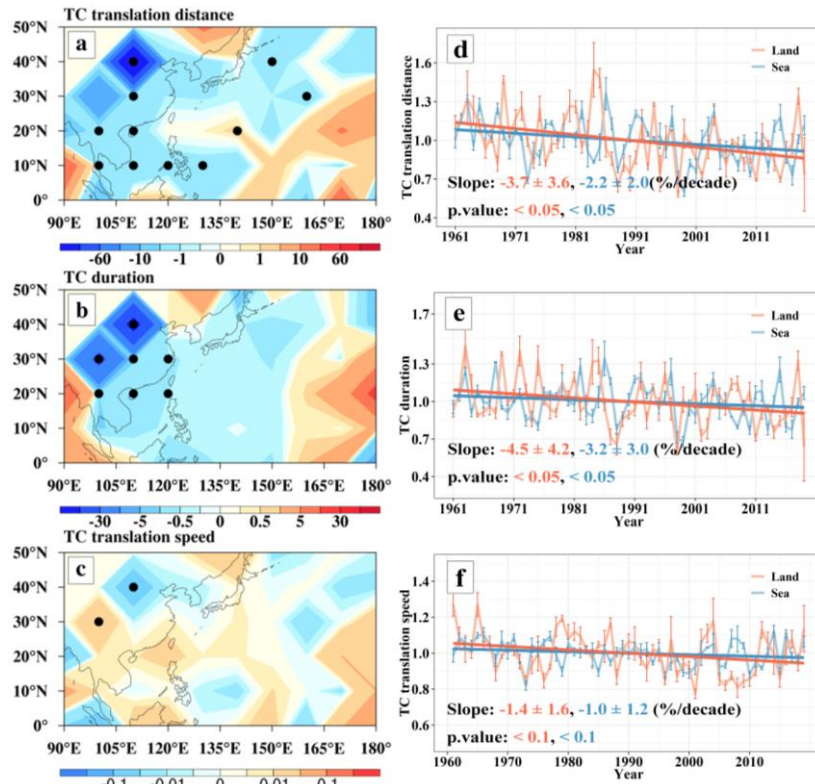 TC translation distance
a
50°N
40°N
30°N
20°N
10°N
0°
90°E 105°E 120°E 135°E 150°E 165°E 180°
-60 -10 -1 0 1 10 60
d
Land
Sea
TC translation distance
1.6
1.3
1.0
0.7
0.4
Slope: -3.7 ± 3.6, -2.2 ± 2.0(%/decade)
p.value: < 0.05, < 0.05
1961 1971 1981 1991 2001 2011
Year
TC duration
b
50°N
40°N
30°N
20°N
10°N
0°
90°E 105°E 120°E 135°E 150°E 165°E 180°
-30 -5 -0.5 0 0.5 5 30
e
Land
Sea
TC duration
1.7
1.3
1.0
0.7
0.4
Slope: -4.5 ± 4.2, -3.2 ± 3.0 (%/decade)
p.value: < 0.05, < 0.05
1961 1971 1981 1991 2001 2011
Year
TC translation speed
c
50°N
40°N
30°N
20°N
10°N
0°
90°E 105°E 120°E 135°E 150°E 165°E 180°
-0.1 -0.01 0 0.01 0.1
f
Land
Sea
TC translation speed
1.4
1.2
1.0
0.8
0.6
Slope: -1.4 ± 1.6, -1.0 ± 1.2 (%/decade)
p.value: < 0.1, < 0.1
1960 1970 1980 1990 2000 2010
Year